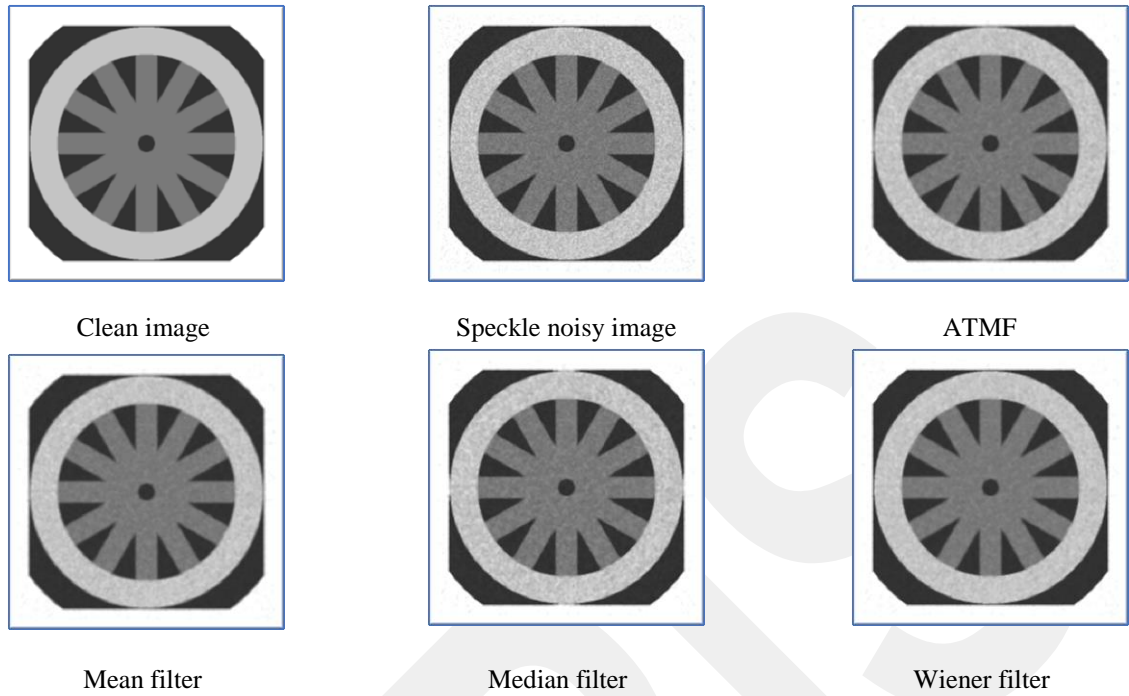 Clean image
Speckle noisy image
ATMF
Mean filter
Median filter
Wiener filter